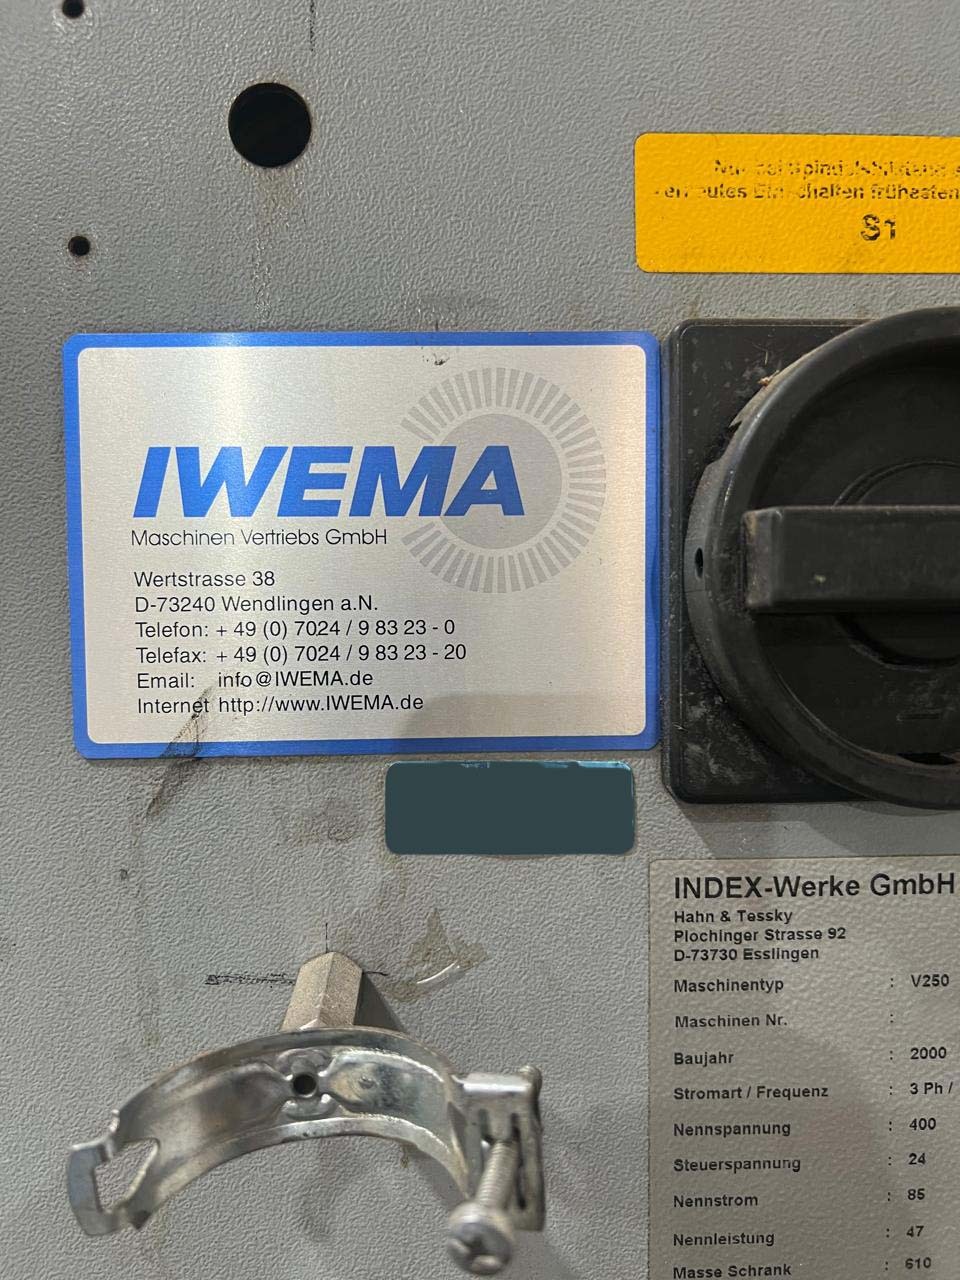 frühesten
S1
IWEMA
Maschinen Vertriebs GmbH
Wertstrasse 38
D-73240 Wendlingen a.N.
Telefon: + 49 (0) 7024 / 9 83 23 - 0
Telefax: + 49 (0) 7024 / 9 83 23 - 20
Email: info@IWEMA.de
Internet http://www.IWEMA.de
INDEX-Werke GmbH
Hahn & Tessky
Plochinger Strasse 92
D-73730 Esslingen
Maschinentyp : V250
Maschinen Nr. :
Baujahr : 2000
Stromart / Frequenz : 3 Ph /
Nennspannung : 400
Steuerspannung : 24
Nennstrom : 85
Nennleistung : 47
Masse Schrank : 610